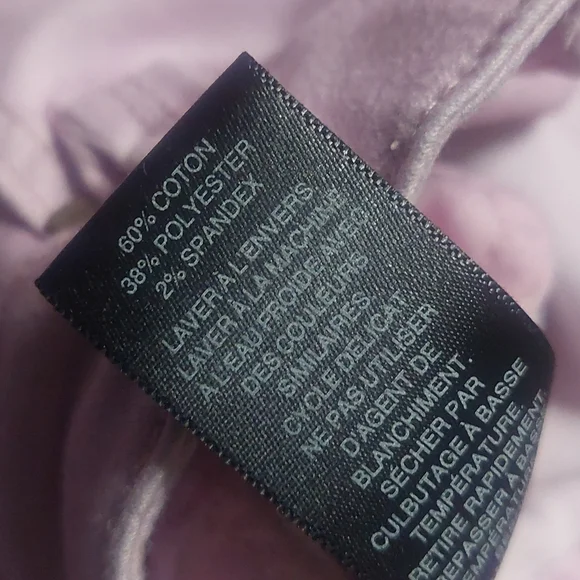 60% COTON
38% POLYESTER
2% SPANDEX
LAVER À L'ENVERS
LAVER À LA MACHINE
A L'EAU FROIDE AVEC
DES COULEURS
SIMILAIRES.
CYCLE DELICAT
NE PAS UTILISER
D'AGENT DE
BLANCHIMENT.
SÉCHER PAR
CULBUTAGE À BASSE
TEMPÉRATURE.
RETIRE RAPIDEMENT.